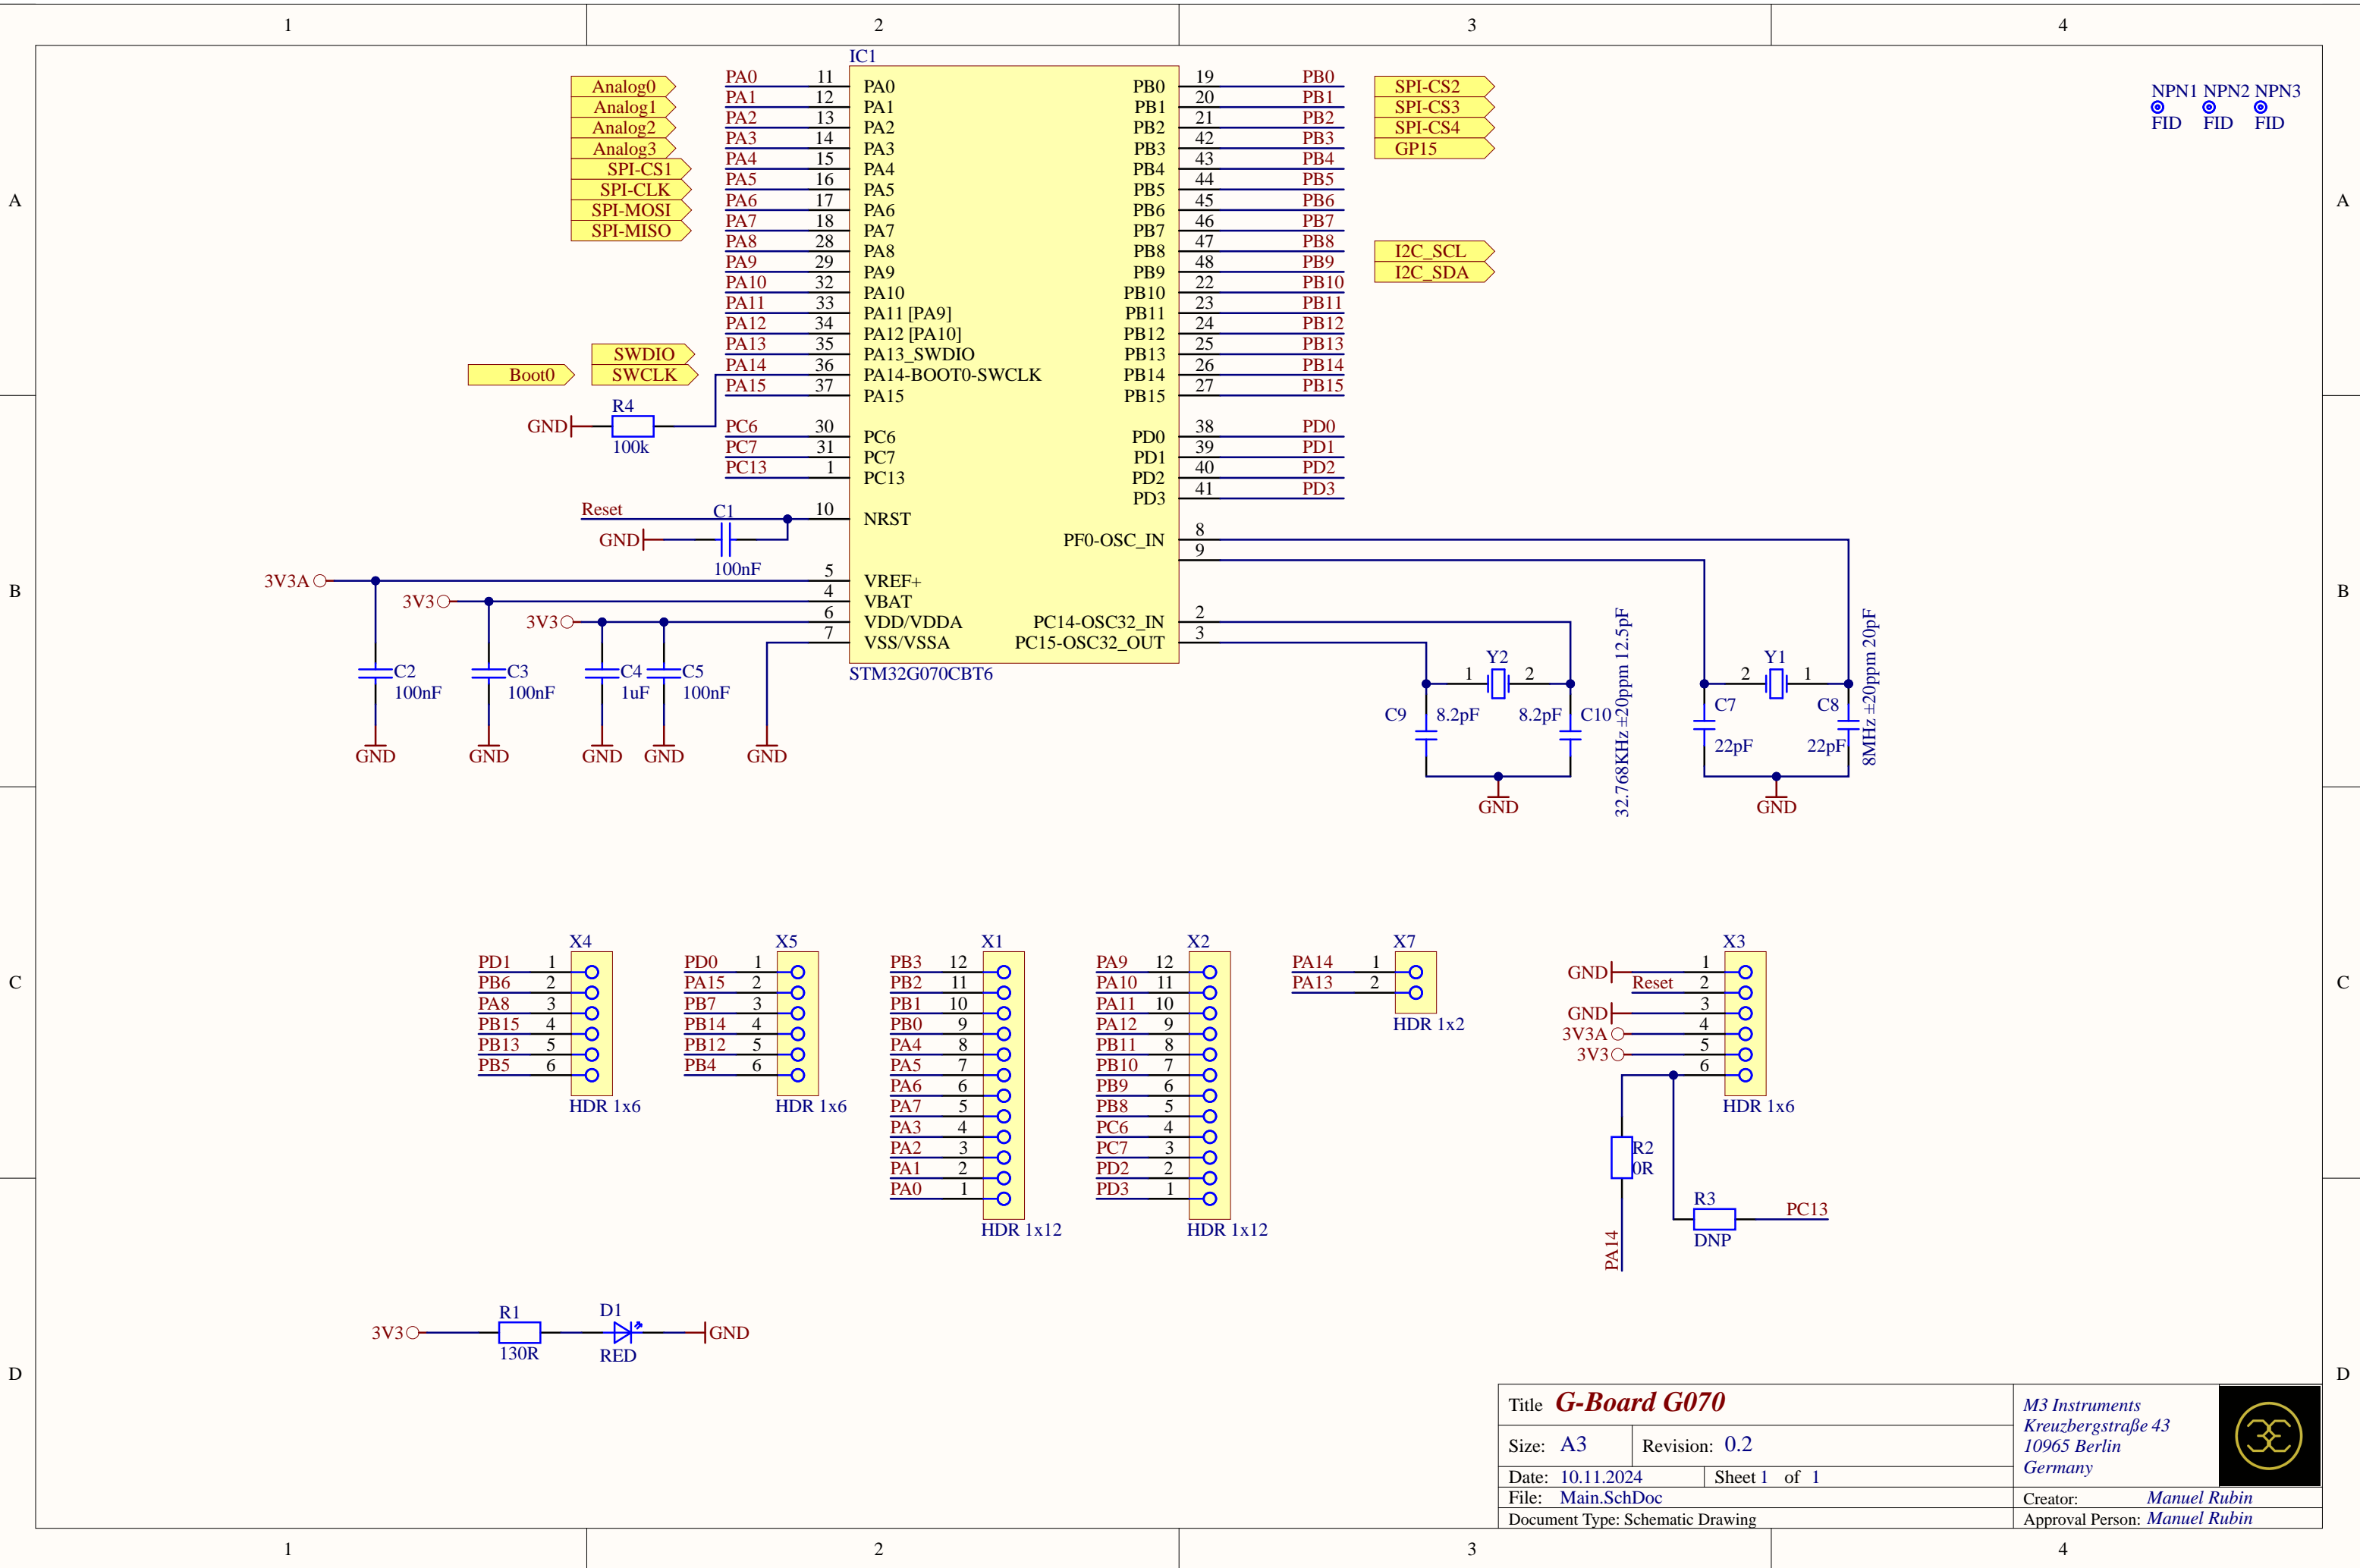 1 2 3 4
A A
B B
C C
D D
1 2 3 4
IC1
Analog0 PA0 11 PA0
Analog1 PA1 12 PA1
Analog2 PA2 13 PA2
Analog3 PA3 14 PA3
SPI-CS1 PA4 15 PA4
SPI-CLK PA5 16 PA5
SPI-MOSI PA6 17 PA6
SPI-MISO PA7 18 PA7
PA8 28 PA8
PA9 29 PA9
PA10 32 PA10
PA11 33 PA11 [PA9]
PA12 34 PA12 [PA10]
SWDIO PA13 35 PA13_SWDIO
Boot0 SWCLK PA14 36 PA14-BOOT0-SWCLK
PA15 37 PA15
R4
GND
100k
PC6 30 PC6
PC7 31 PC7
PC13 1 PC13
Reset C1 10 NRST
GND
100nF
3V3A 5 VREF+
3V3 4 VBAT
3V3 6 VDD/VDDA
7 VSS/VSSA
STM32G070CBT6
C2 C3 C4 C5
100nF 100nF 1uF 100nF
GND GND GND GND GND
PB0 19 PB0 SPI-CS2
PB1 20 PB1 SPI-CS3
PB2 21 PB2 SPI-CS4
PB3 42 PB3 GP15
PB4 43 PB4
PB5 44 PB5
PB6 45 PB6
PB7 46 PB7
PB8 47 PB8 I2C_SCL
PB9 48 PB9 I2C_SDA
PB10 22 PB10
PB11 23 PB11
PB12 24 PB12
PB13 25 PB13
PB14 26 PB14
PB15 27 PB15
PD0 38 PD0
PD1 39 PD1
PD2 40 PD2
PD3 41 PD3
PF0-OSC_IN 8
9
PC14-OSC32_IN 2
PC15-OSC32_OUT 3
Y2
1 2
C9 8.2pF 8.2pF C10
32.768KHz ±20ppm 12.5pF
GND
Y1
2 1
C7 C8
22pF 22pF
8MHz ±20ppm 20pF
GND
NPN1 NPN2 NPN3
FID FID FID
X4
PD1 1
PB6 2
PA8 3
PB15 4
PB13 5
PB5 6
HDR 1x6
X5
PD0 1
PA15 2
PB7 3
PB14 4
PB12 5
PB4 6
HDR 1x6
X1
PB3 12
PB2 11
PB1 10
PB0 9
PA4 8
PA5 7
PA6 6
PA7 5
PA3 4
PA2 3
PA1 2
PA0 1
HDR 1x12
X2
PA9 12
PA10 11
PA11 10
PA12 9
PB11 8
PB10 7
PB9 6
PB8 5
PC6 4
PC7 3
PD2 2
PD3 1
HDR 1x12
X7
PA14 1
PA13 2
HDR 1x2
X3
GND 1
Reset 2
GND 3
3V3A 4
3V3 5
6
HDR 1x6
R2
0R
R3 PC13
DNP
PA14
R1 D1
3V3 GND
130R RED
Title G-Board G070
Size: A3 Revision: 0.2
Date: 10.11.2024 Sheet 1 of 1
File: Main.SchDoc
Document Type: Schematic Drawing
M3 Instruments
Kreuzbergstraße 43
10965 Berlin
Germany
Creator: Manuel Rubin
Approval Person: Manuel Rubin